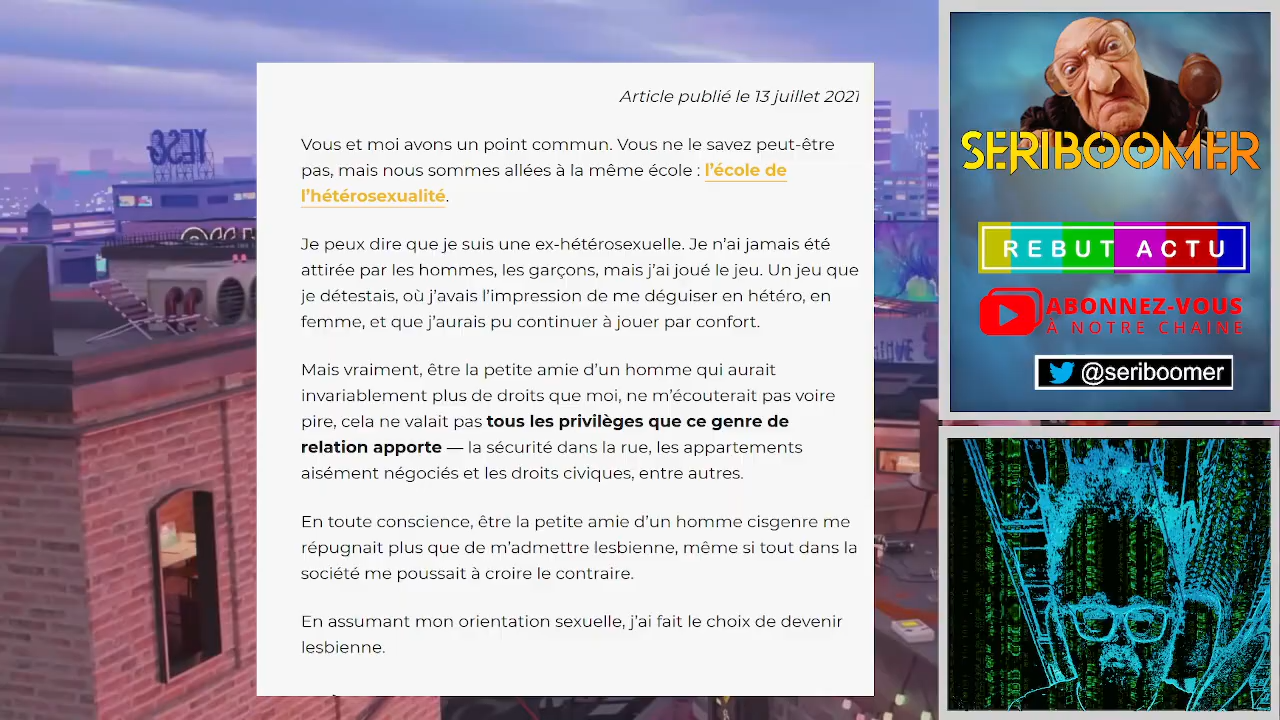 Article publié le 13 juillet 2021
Vous et moi avons un point commun. Vous ne le savez peut-être
pas, mais nous sommes allées à la même école : l'école de
l'hétérosexualité.
Je peux dire que je suis une ex-hétérosexuelle. Je n'ai jamais été
attirée par les hommes, les garçons, mais j'ai joué le jeu. Un jeu que
je détestais, où j'avais l'impression de me déguiser en hétéro, en
femme, et que j'aurais pu continuer à jouer par confort.
Mais vraiment, être la petite amie d'un homme qui aurait
invariablement plus de droits que moi, ne m'écouterait pas voire
pire, cela ne valait pas tous les privilèges que ce genre de
relation apporte — la sécurité dans la rue, les appartements
aisément négociés et les droits civiques, entre autres.
En toute conscience, être la petite amie d'un homme cisgenre me
répugnait plus que de m'admettre lesbienne, même si tout dans la
société me poussait à croire le contraire.
En assumant mon orientation sexuelle, j'ai fait le choix de devenir
lesbienne.
SERIBOOMER
REBUT ACTU
ABONNEZ-VOUS
À NOTRE CHAINE
@seriboomer